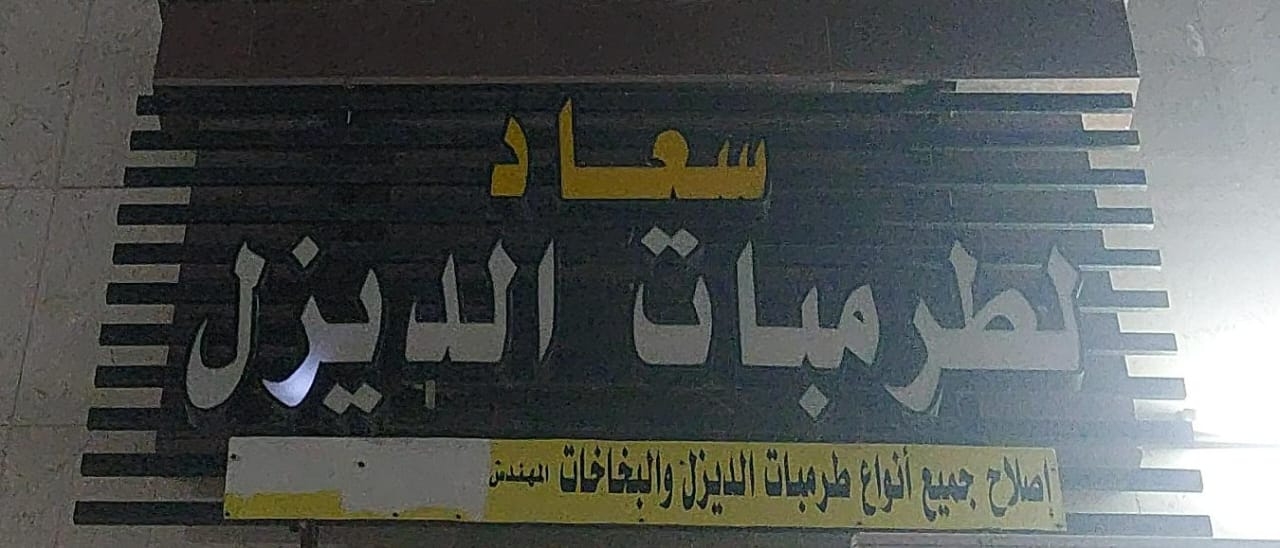 سعاد
لطرمبات الديزل
اصلاح جميع أنواع طرمبات الديزل والبخاخات المهندس